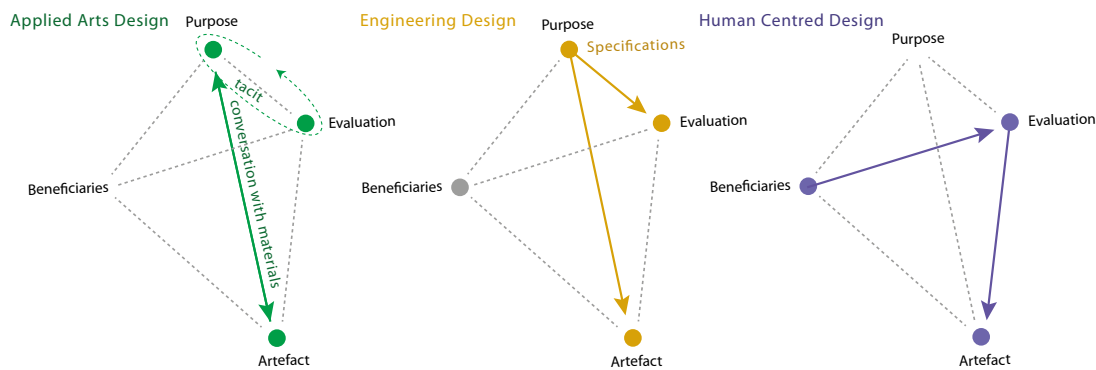 Applied Arts Design
Purpose
tacit
conversation with materials
Evaluation
Beneficiaries
Artefact
Engineering Design
Purpose
Specifications
Evaluation
Beneficiaries
Artefact
Human Centred Design
Purpose
Evaluation
Beneficiaries
Artefact